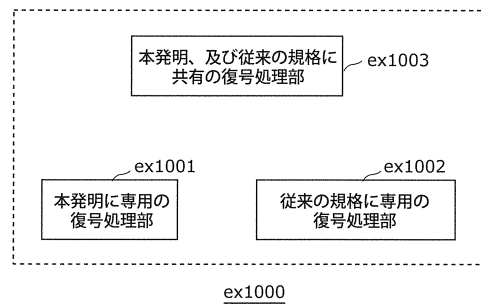 本発明、及び従来の規格に
共有の復号処理部
ex1003
ex1001
本発明に専用の
復号処理部
ex1002
従来の規格に専用の
復号処理部
ex1000